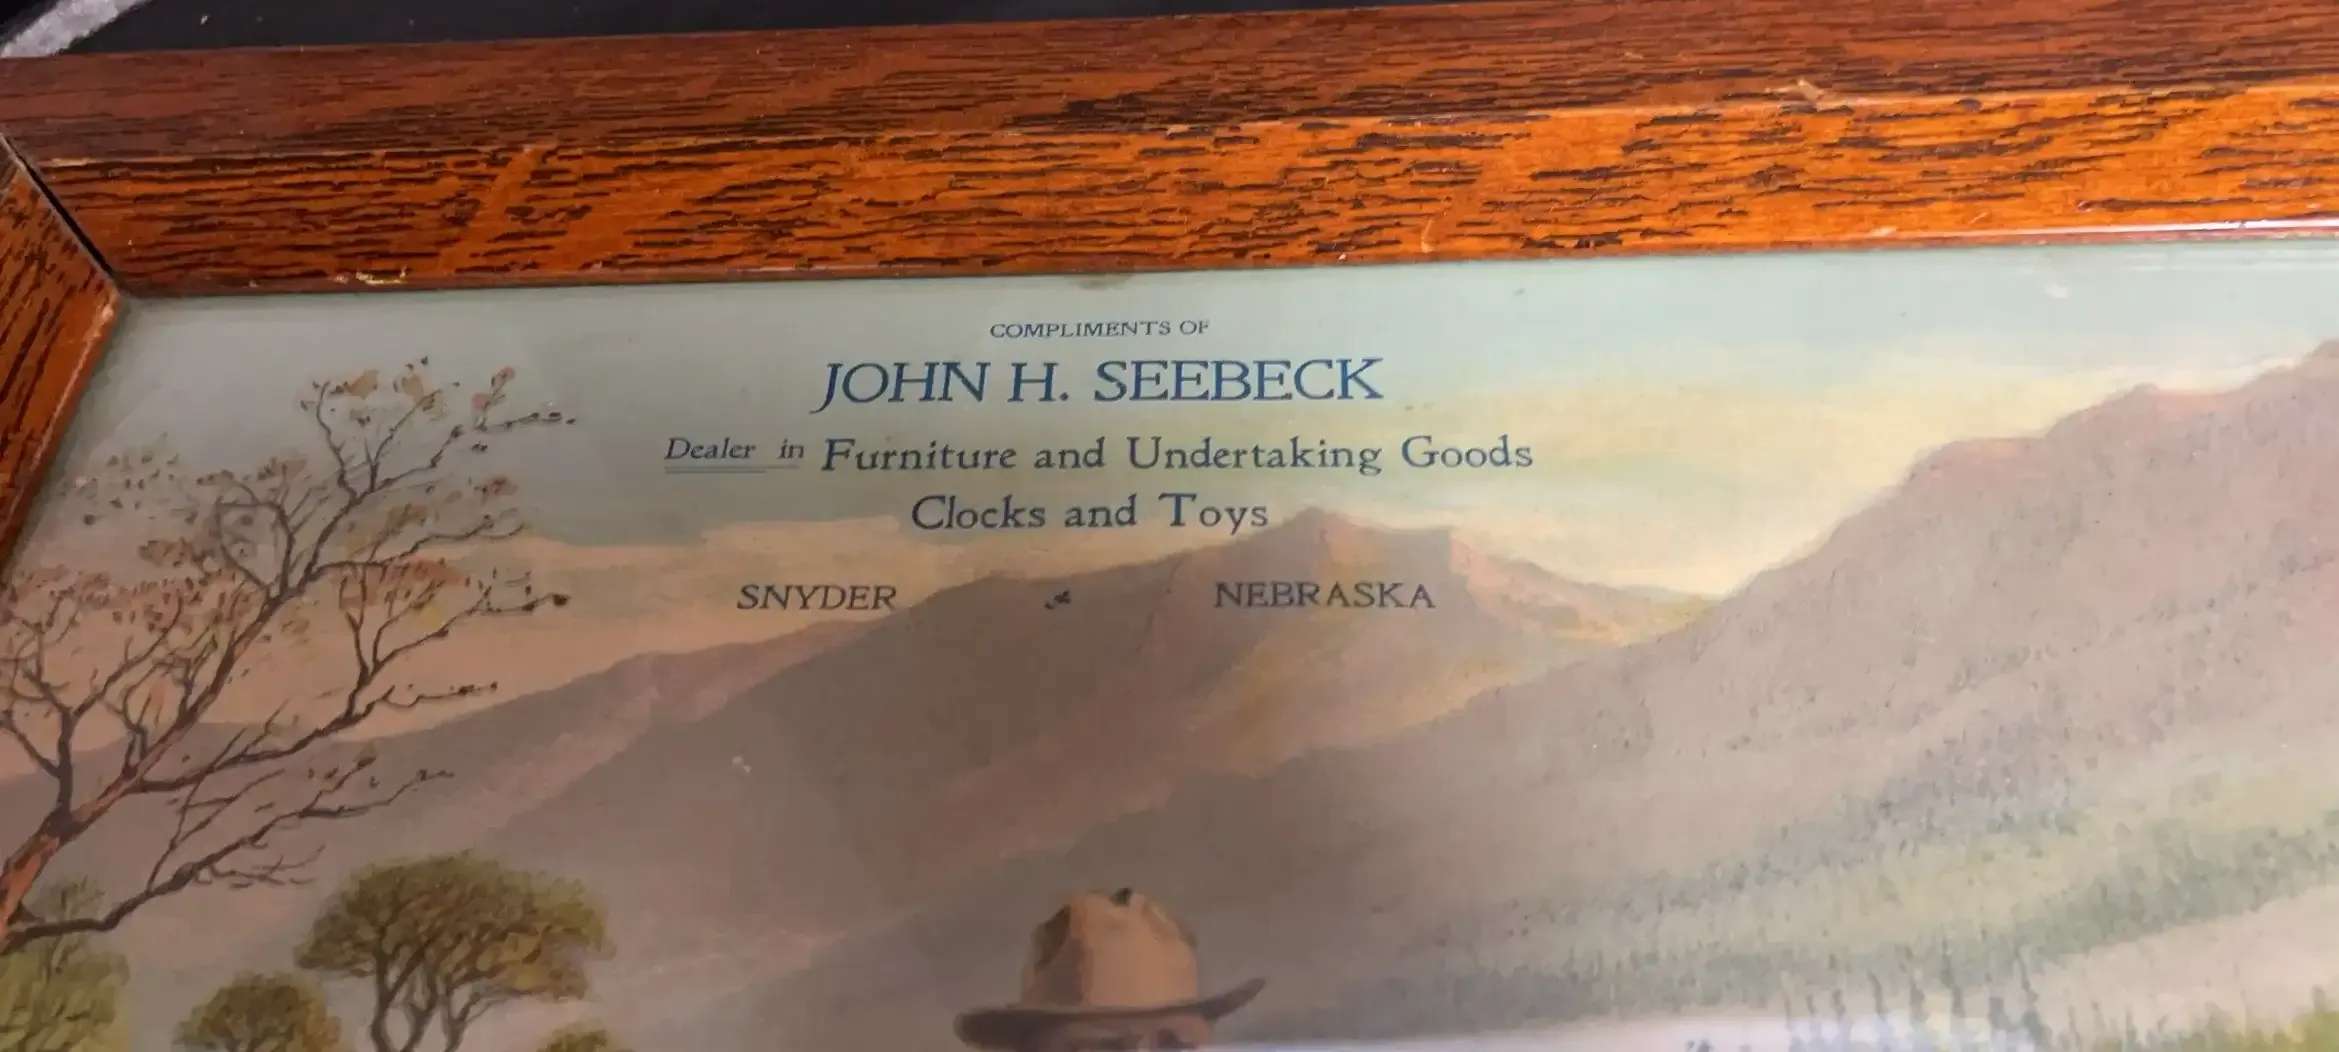 COMPLIMENTS OF
JOHN H. SEEBECK
Dealer in Furniture and Undertaking Goods
Clocks and Toys
SNYDER NEBRASKA